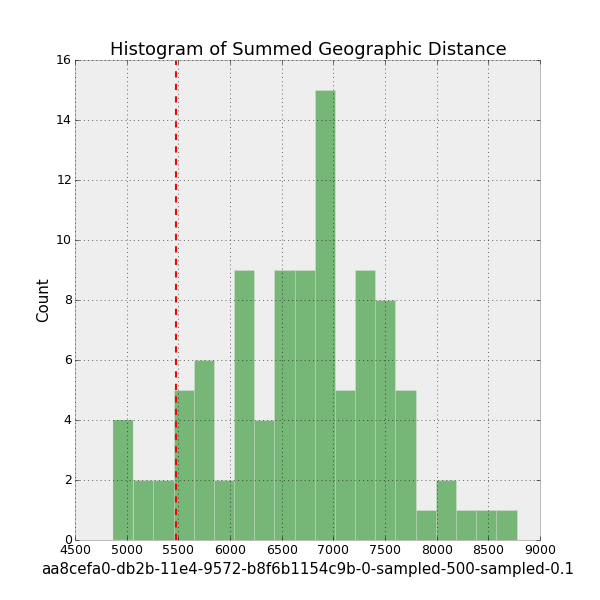 Histogram of Summed Geographic Distance
16
14
12
10
8
6
4
2
0
Count
4500 5000 5500 6000 6500 7000 7500 8000 8500 9000
aa8cefa0-db2b-11e4-9572-b8f6b1154c9b-0-sampled-500-sampled-0.1